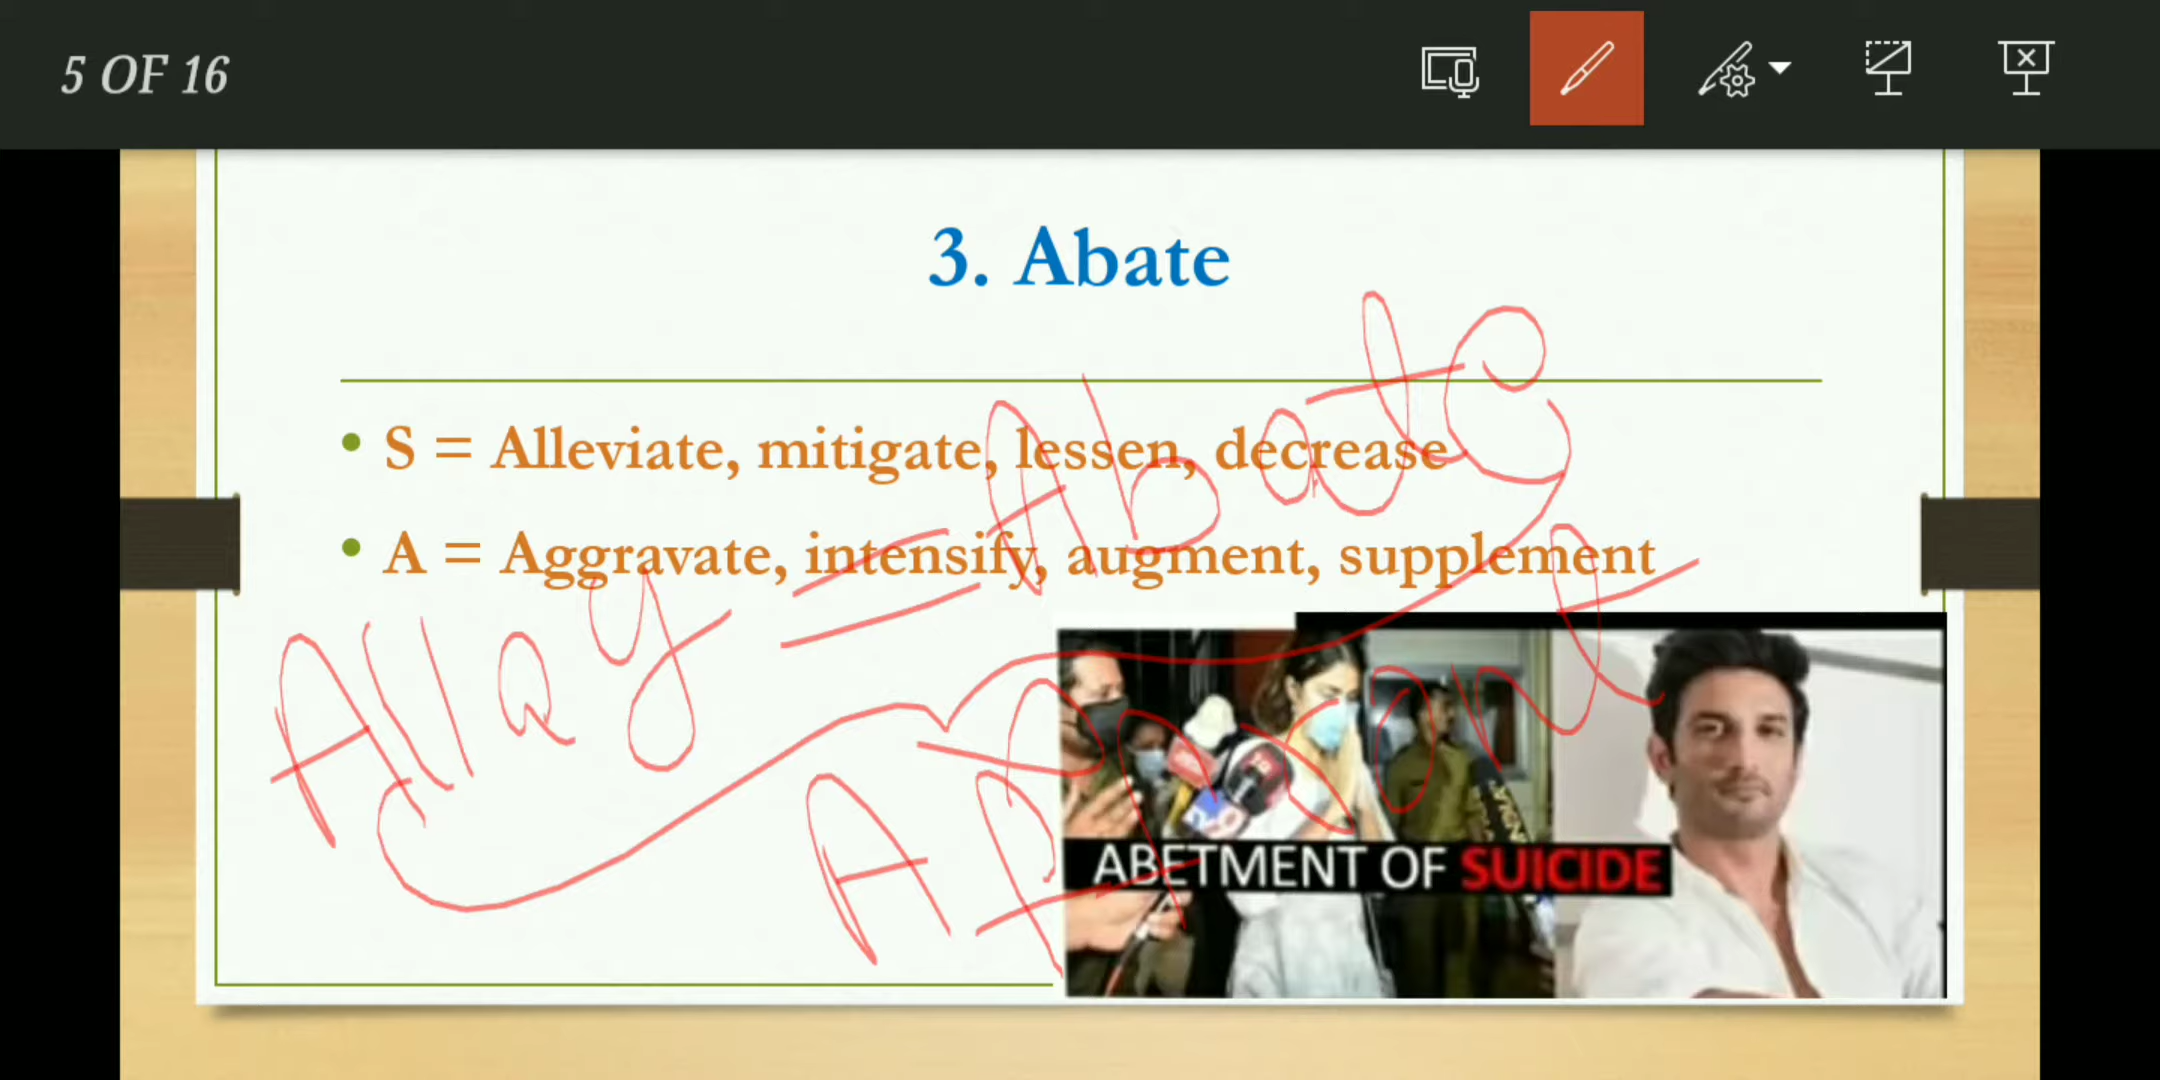 5 OF 16
3. Abate
• S = Alleviate, mitigate, lessen, decrease
• A = Aggravate, intensify, augment, supplement
Allay = Abate
ABETMENT OF SUICIDE